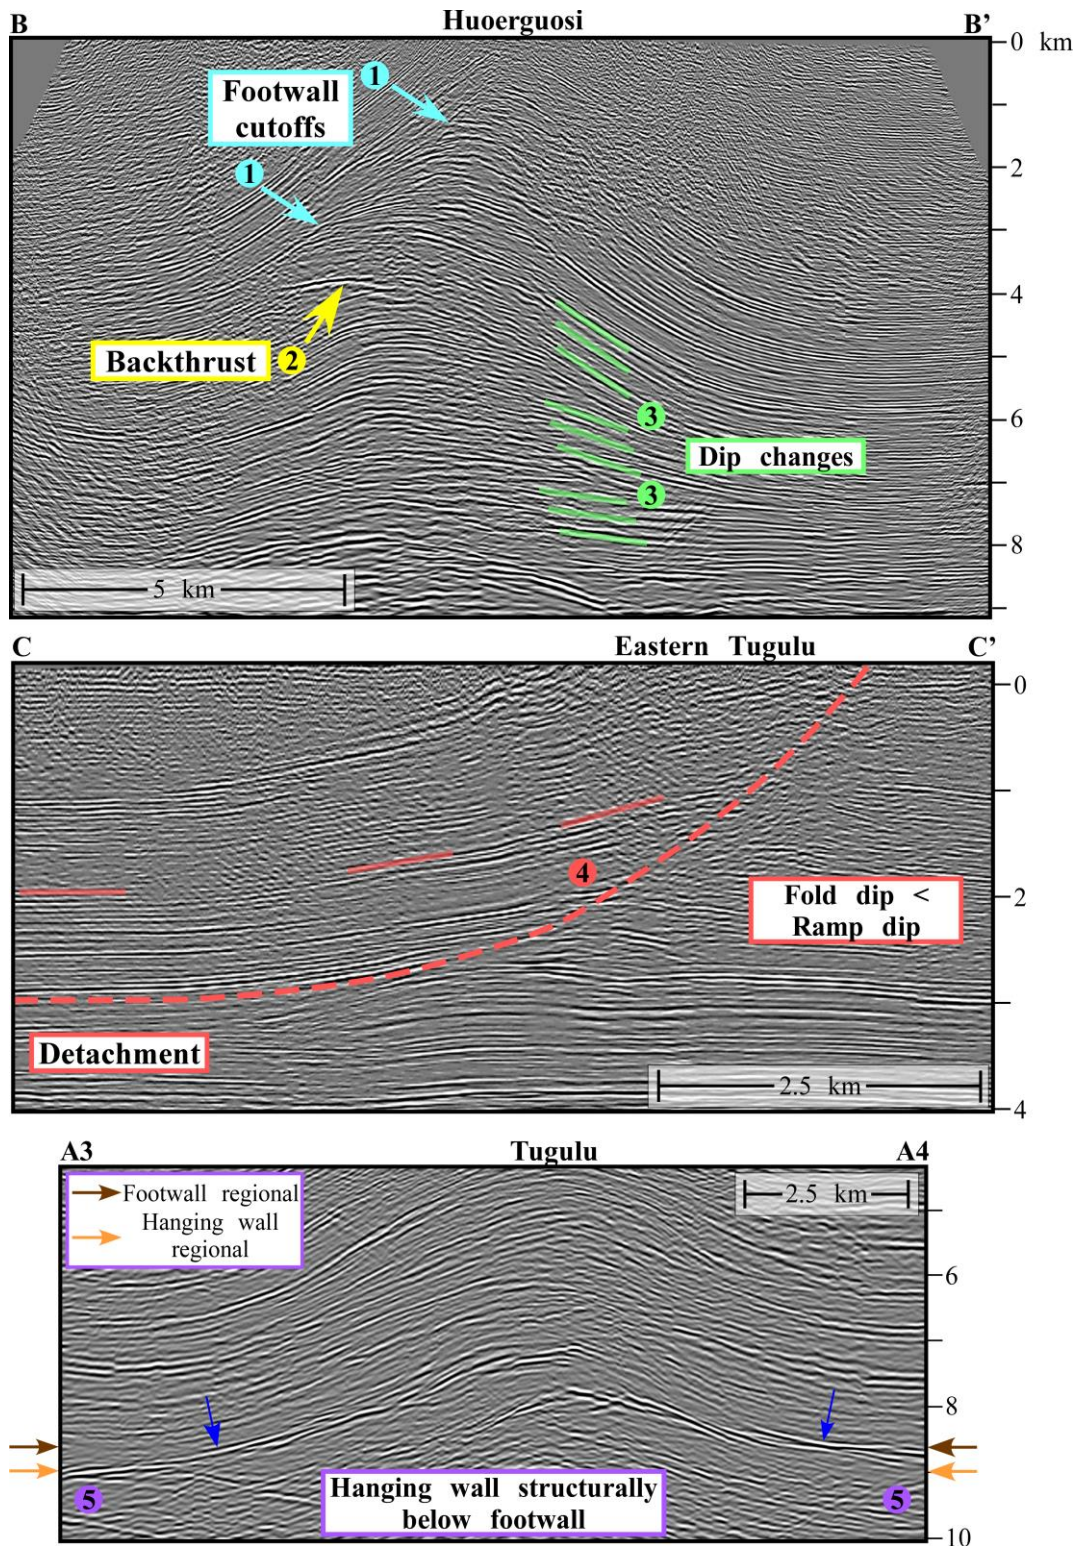 B Huoerguosi B’
0 km
1
Footwall
cutoffs
1
2
4
Backthrust 2
3
6
Dip changes
3
8
5 km
C Eastern Tugulu C’
0
4
2
Fold dip <
Ramp dip
Detachment
2.5 km
4
A3 Tugulu A4
Footwall regional
2.5 km
Hanging wall
regional
6
8
5
Hanging wall structurally
below footwall
5
10